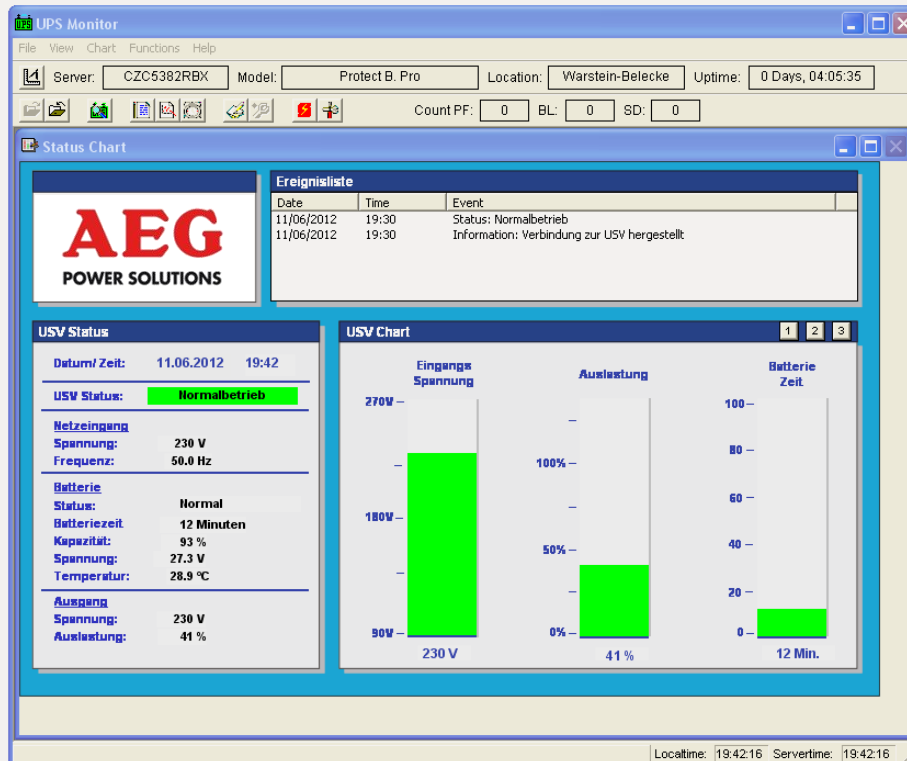 UPS Monitor
File View Chart Functions Help
Server: CZC5382RBX Model: Protect B. Pro Location: Warstein-Belecke Uptime: 0 Days, 04:05:35
Count PF: 0 BL: 0 SD: 0
Status Chart
AEG
POWER SOLUTIONS
Ereignisliste
Date Time Event
11/06/2012 19:30 Status: Normalbetrieb
11/06/2012 19:30 Information: Verbindung zur USV hergestellt
USV Status
Datum/Zeit: 11.06.2012 19:42
USV Status: Normalbetrieb
Netzeingang
Spannung: 230 V
Frequenz: 50.0 Hz
Batterie
Status: Normal
Batteriezeit 12 Minuten
Kapazität: 93 %
Spannung: 27.3 V
Temperatur: 28.9 °C
Ausgang
Spannung: 230 V
Auslastung: 41 %
USV Chart
1 2 3
Eingangs
Spannung
270V
180V
90V
230 V
Auslastung
100%
50%
0%
41 %
Batterie
Zeit
100
80
60
40
20
0
12 Min.
Localtime: 19:42:16 Servertime: 19:42:16